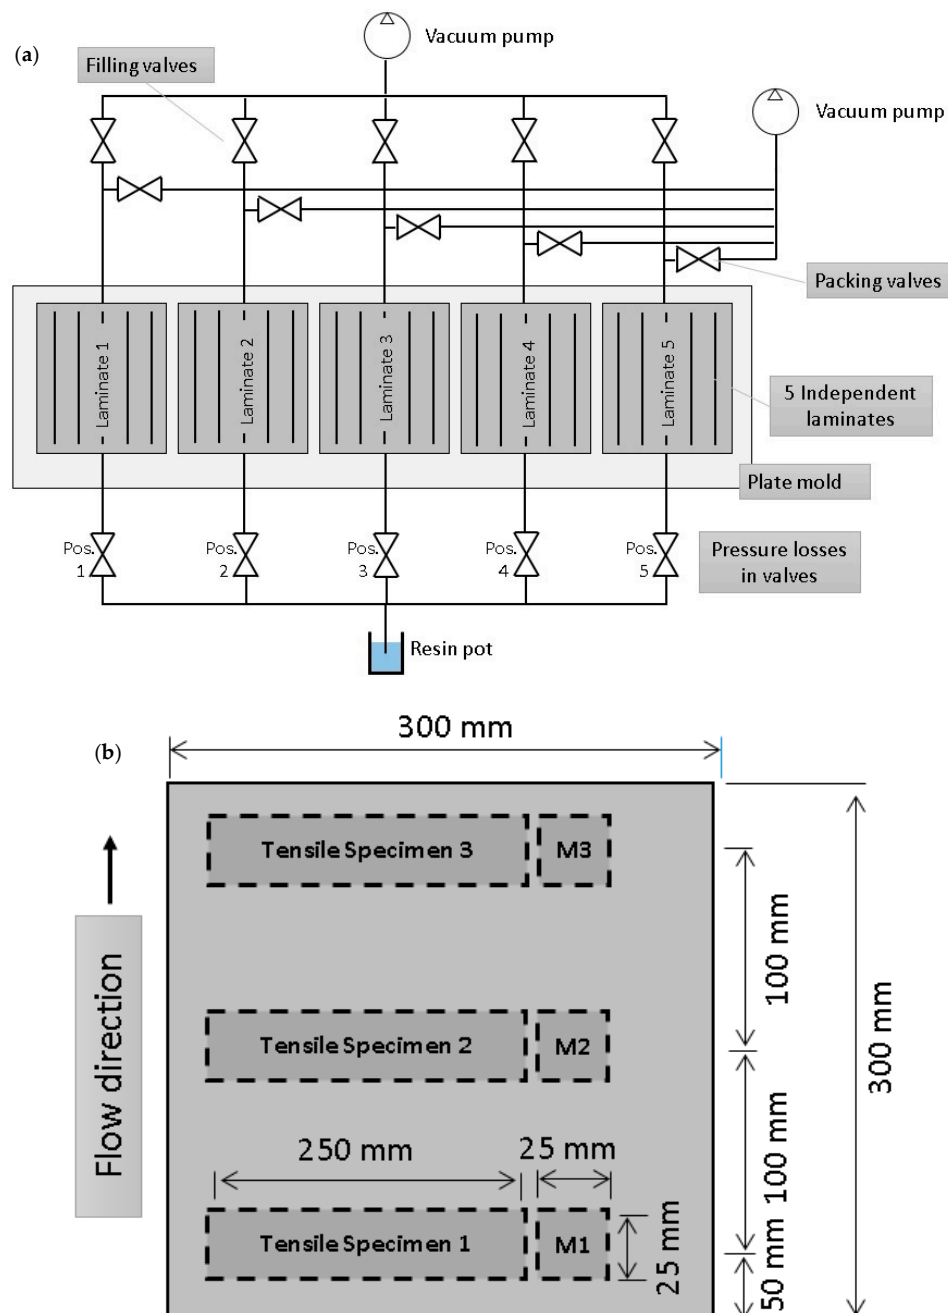 (a)
Vacuum pump
Filling valves
Vacuum pump
Packing valves
Laminate 1
Laminate 2
Laminate 3
Laminate 4
Laminate 5
5 Independent
laminates
Plate mold
Pos.
1
Pos.
2
Pos.
3
Pos.
4
Pos.
5
Pressure losses
in valves
Resin pot
(b)
300 mm
Tensile Specimen 3
M3
100 mm
300 mm
Flow direction
Tensile Specimen 2
M2
250 mm
25 mm
100 mm
Tensile Specimen 1
M1
25 mm
50 mm